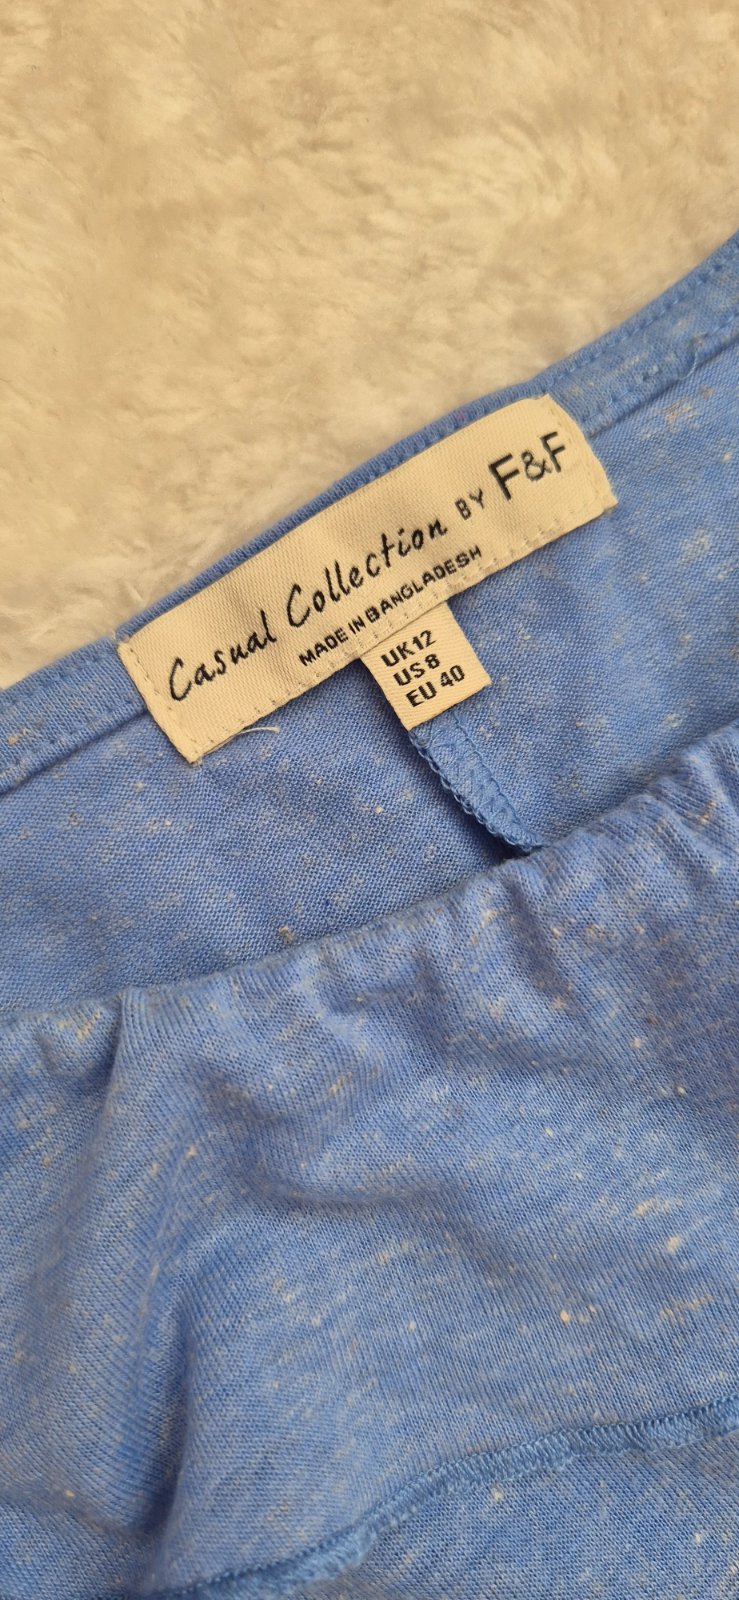 Casual Collection BY F&F
MADE IN BANGLADESH
UK 12
US 8
EU 40